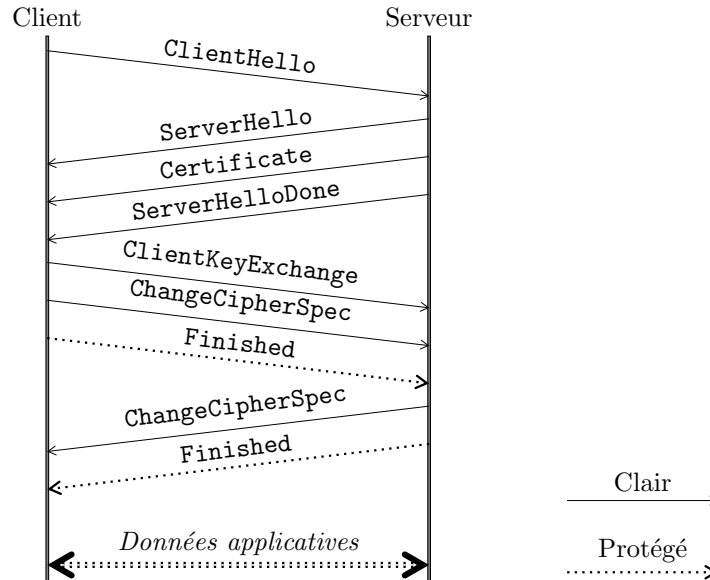 Client
Serveur
ClientHello
ServerHello
Certificate
ServerHelloDone
ClientKeyExchange
ChangeCipherSpec
Finished
ChangeCipherSpec
Finished
Données applicatives
Clair
Protégé